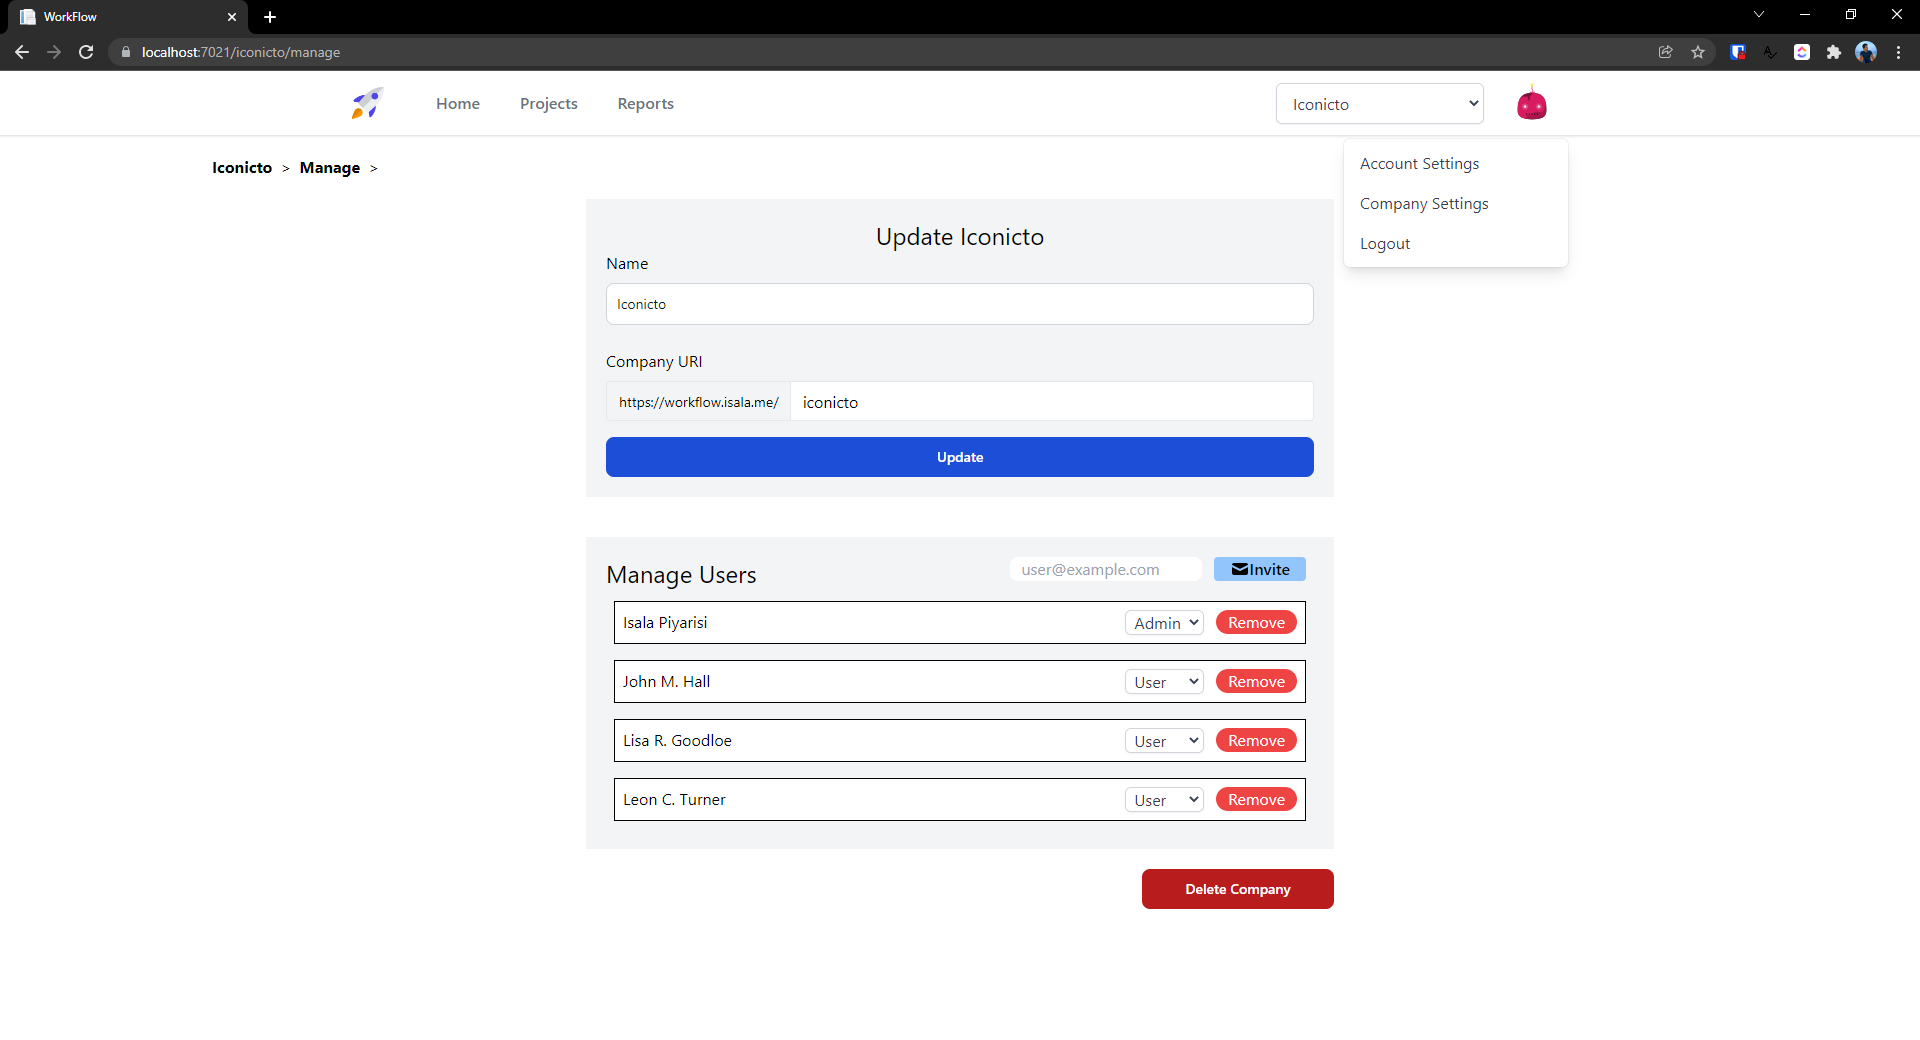 WorkFlow
localhost:7021/iconicto/manage
Home Projects Reports Iconicto
Account Settings
Company Settings
Logout
Iconicto > Manage >
Update Iconicto
Name
Iconicto
Company URI
https://workflow.isala.me/ iconicto
Update
Manage Users user@example.com Invite
Isala Piyarisi Admin Remove
John M. Hall User Remove
Lisa R. Goodloe User Remove
Leon C. Turner User Remove
Delete Company